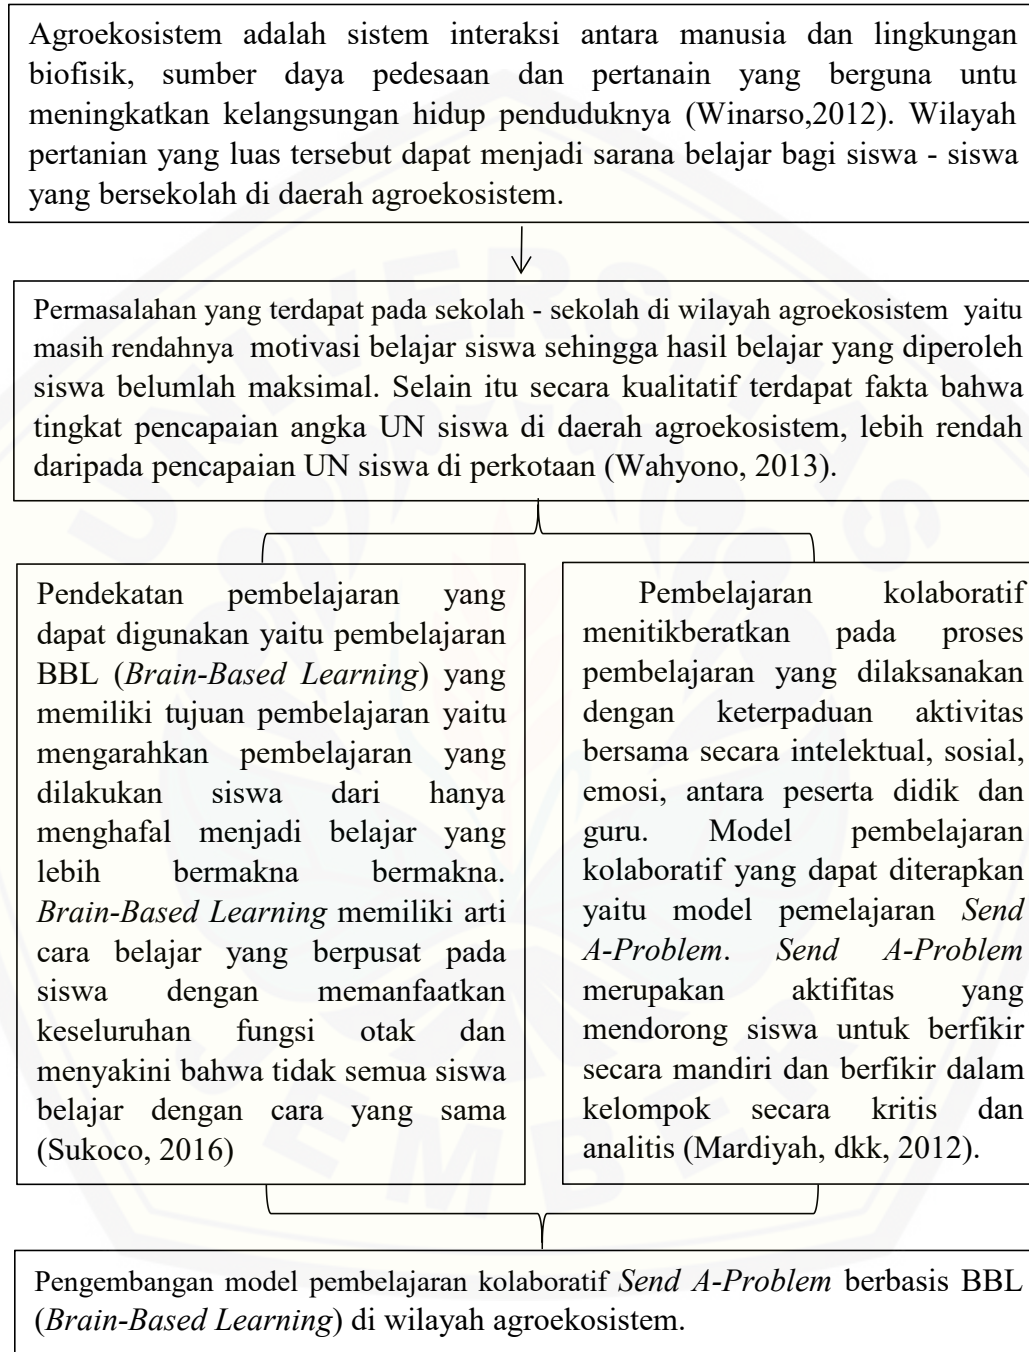 Agroekosistem adalah sistem interaksi antara manusia dan lingkungan
biofisik, sumber daya pedesaan dan pertanain yang berguna untu
meningkatkan kelangsungan hidup penduduknya (Winarso,2012). Wilayah
pertanian yang luas tersebut dapat menjadi sarana belajar bagi siswa - siswa
yang bersekolah di daerah agroekosistem.
Permasalahan yang terdapat pada sekolah - sekolah di wilayah agroekosistem yaitu
masih rendahnya motivasi belajar siswa sehingga hasil belajar yang diperoleh
siswa belumlah maksimal. Selain itu secara kualitatif terdapat fakta bahwa
tingkat pencapaian angka UN siswa di daerah agroekosistem, lebih rendah
daripada pencapaian UN siswa di perkotaan (Wahyono, 2013).
Pendekatan pembelajaran yang
dapat digunakan yaitu pembelajaran
BBL (Brain-Based Learning) yang
memiliki tujuan pembelajaran yaitu
mengarahkan pembelajaran yang
dilakukan siswa dari hanya
menghafal menjadi belajar yang
lebih bermakna bermakna.
Brain-Based Learning memiliki arti
cara belajar yang berpusat pada
siswa dengan memanfaatkan
keseluruhan fungsi otak dan
menyakini bahwa tidak semua siswa
belajar dengan cara yang sama
(Sukoco, 2016)
Pembelajaran kolaboratif
menitikberatkan pada proses
pembelajaran yang dilaksanakan
dengan keterpaduan aktivitas
bersama secara intelektual, sosial,
emosi, antara peserta didik dan
guru. Model pembelajaran
kolaboratif yang dapat diterapkan
yaitu model pemelajaran Send
A-Problem. Send A-Problem
merupakan aktifitas yang
mendorong siswa untuk berfikir
secara mandiri dan berfikir dalam
kelompok secara kritis dan
analitis (Mardiyah, dkk, 2012).
Pengembangan model pembelajaran kolaboratif Send A-Problem berbasis BBL
(Brain-Based Learning) di wilayah agroekosistem.
UNIVERSITAS
JEMBER